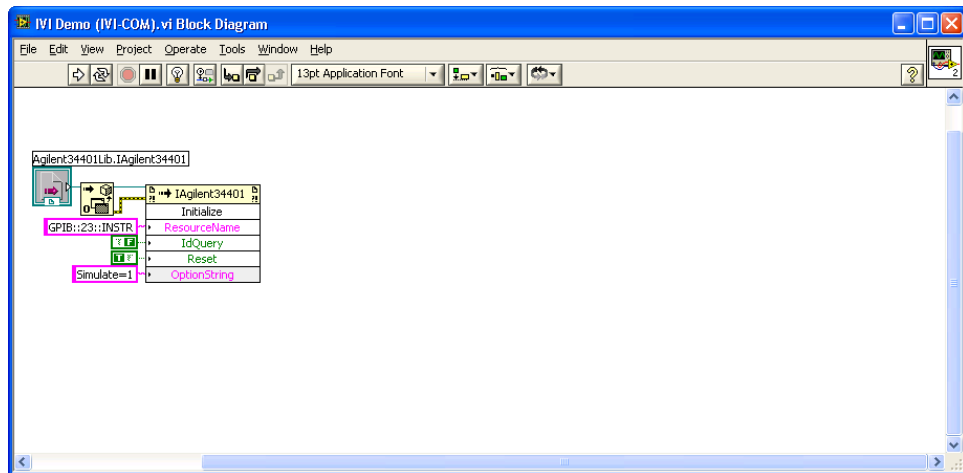 IVI Demo (IVI-COM).vi Block Diagram
File Edit View Project Operate Tools Window Help
13pt Application Font
?
2
Agilent34401Lib.IAgilent34401
IAgilent34401
Initialize
GPIB::23::INSTR ResourceName
F IdQuery
T Reset
Simulate=1 OptionString